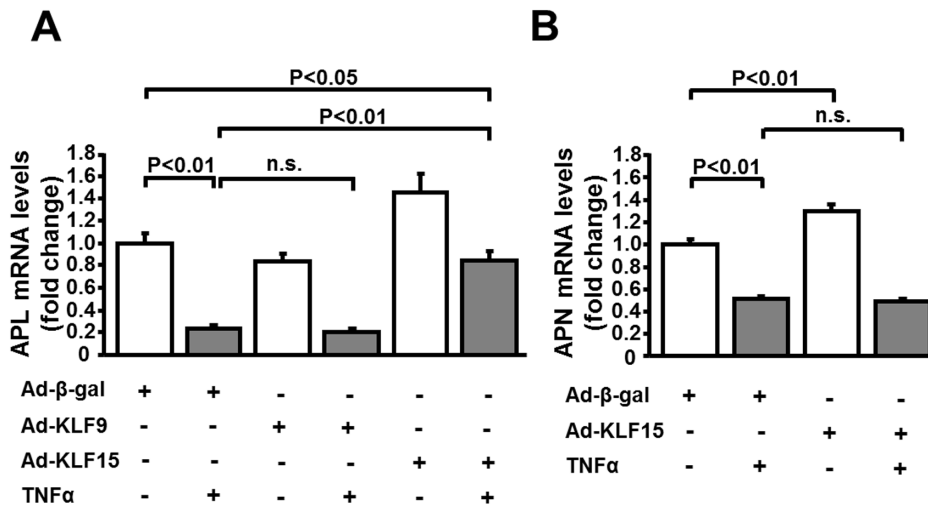 A
P<0.05
P<0.01
P<0.01 n.s.
APL mRNA levels
(fold change)
1.8
1.6
1.4
1.2
1.0
0.8
0.6
0.4
0.2
0
Ad-β-gal + + - - - -
Ad-KLF9 - - + + - -
Ad-KLF15 - - - - + +
TNFα - + - + - +
B
P<0.01
n.s.
P<0.01
APN mRNA levels
(fold change)
1.8
1.6
1.4
1.2
1.0
0.8
0.6
0.4
0.2
0
Ad-β-gal + + - -
Ad-KLF15 - - + +
TNFα - + - +